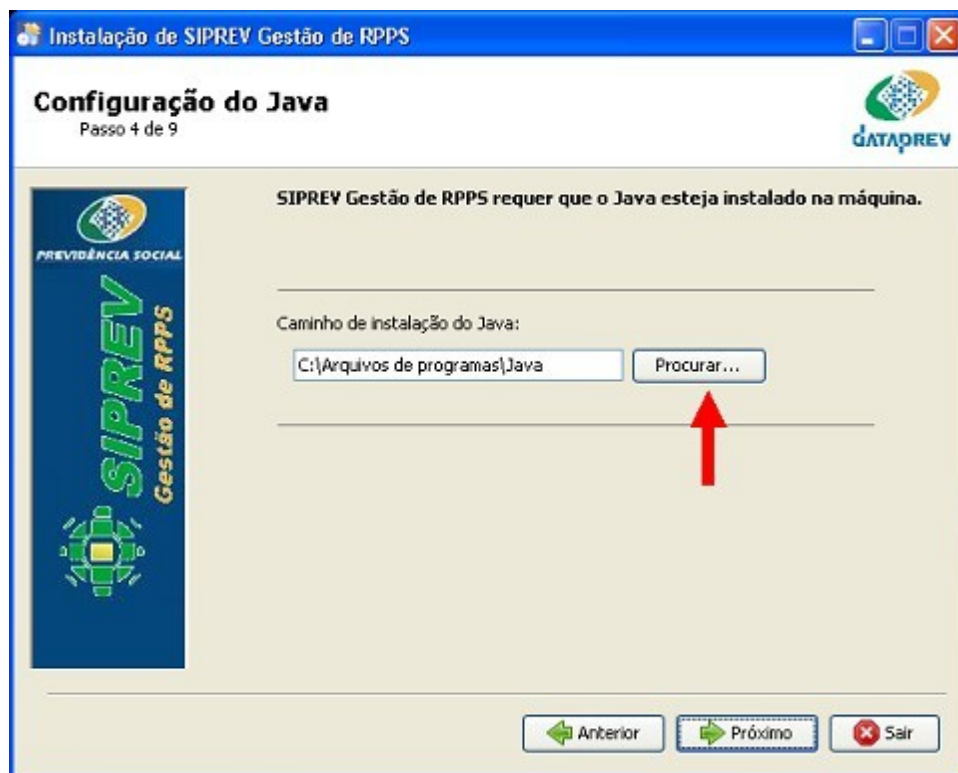 Instalação de SIPREV Gestão de RPPS
Configuração do Java
Passo 4 de 9
DATAPREV
SIPREV Gestão de RPPS requer que o Java esteja instalado na máquina.
PREVIDÊNCIA SOCIAL
SIPREV
Gestão de RPPS
Caminho de instalação do Java:
C:\Arquivos de programas\Java
Procurar...
Anterior
Próximo
Sair